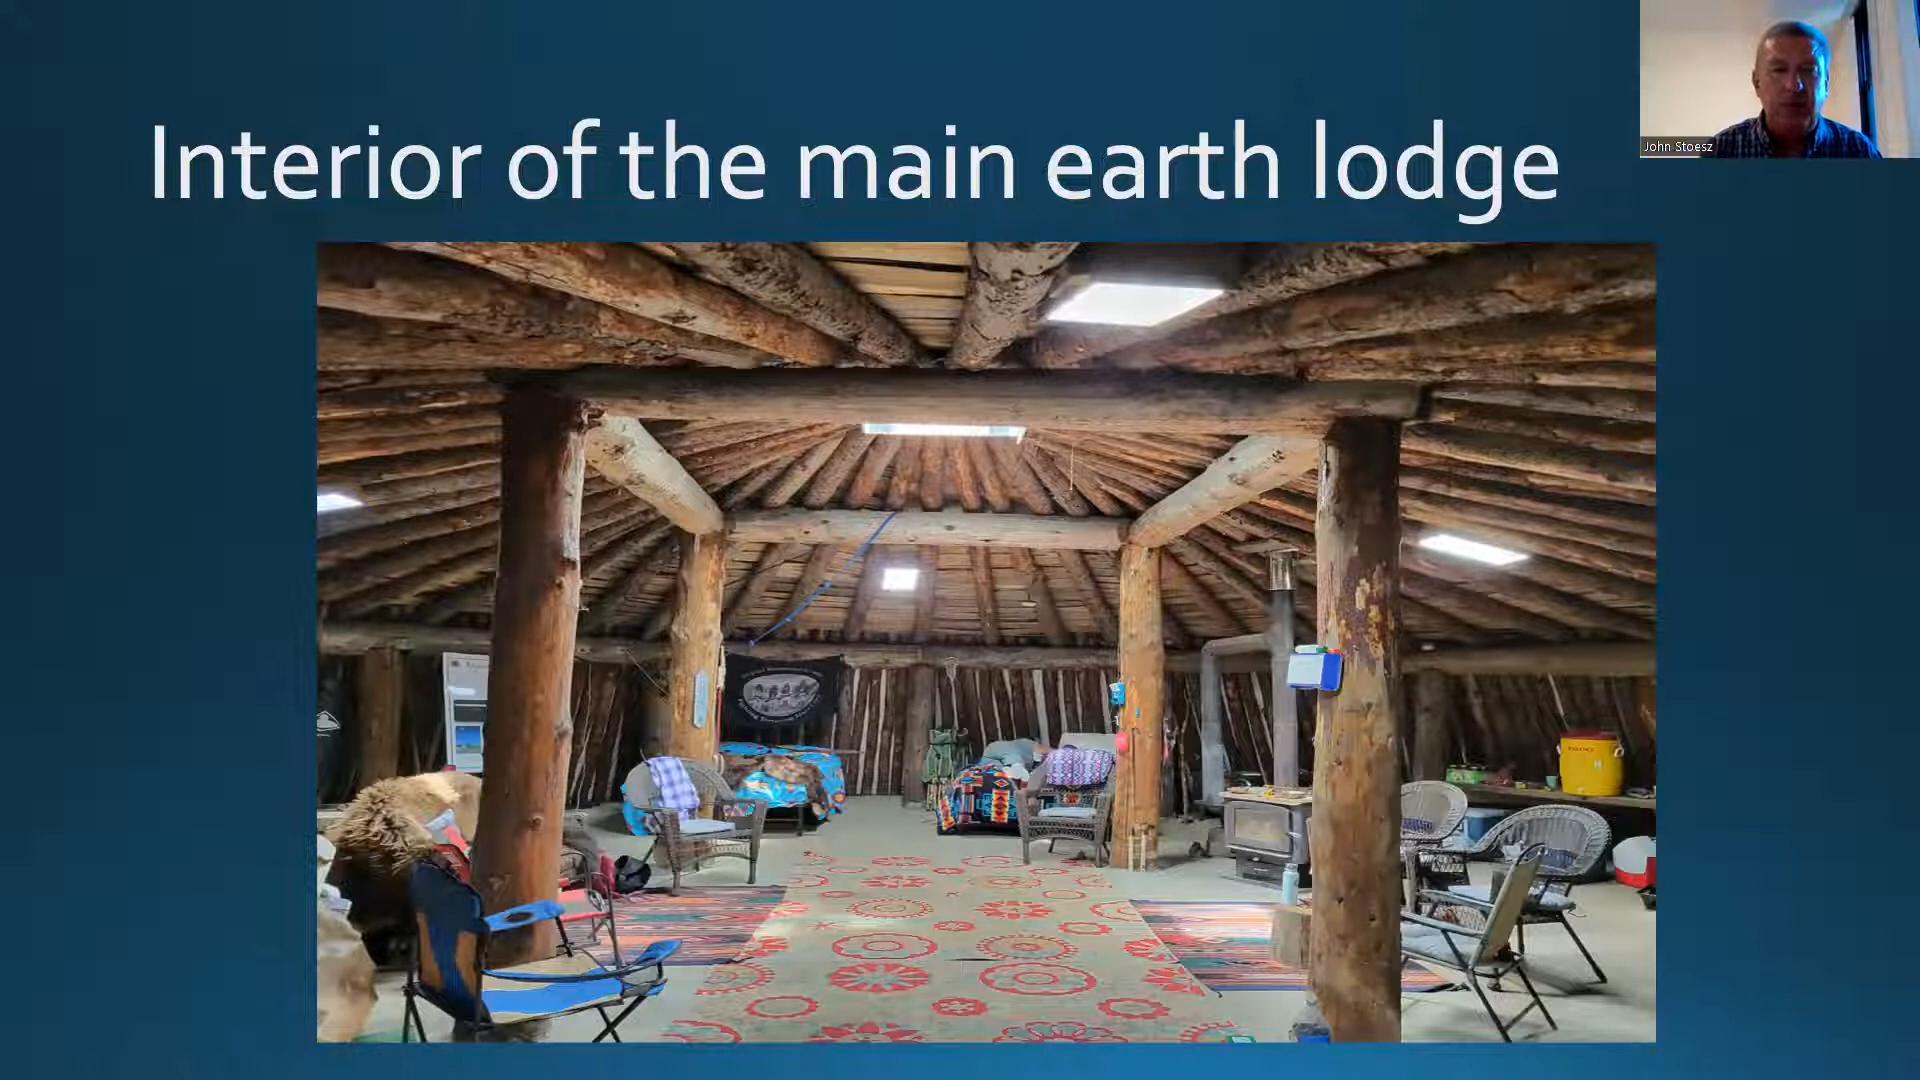 Interior of the main earth lodge
John Stoesz